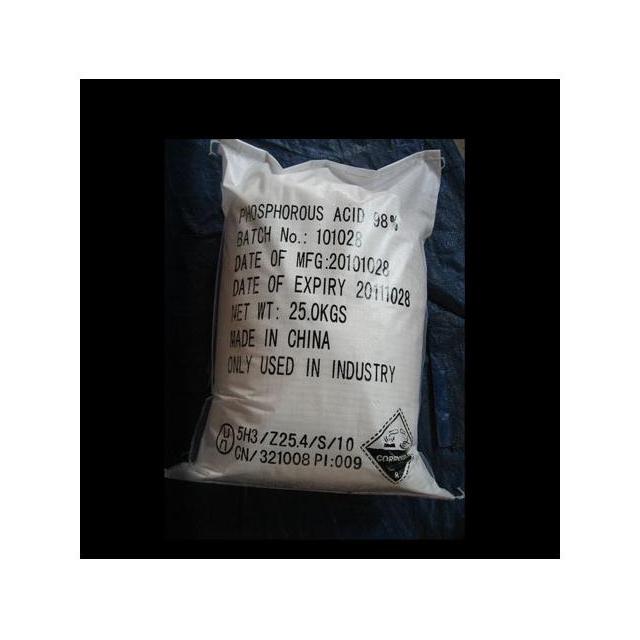 PHOSPHOROUS ACID 98%
BATCH No.: 101028
DATE OF MFG:20101028
DATE OF EXPIRY 20111028
NET WT: 25.0KGS
MADE IN CHINA
ONLY USED IN INDUSTRY
5H3/Z25.4/S/10
CN/321008 PI:009
8